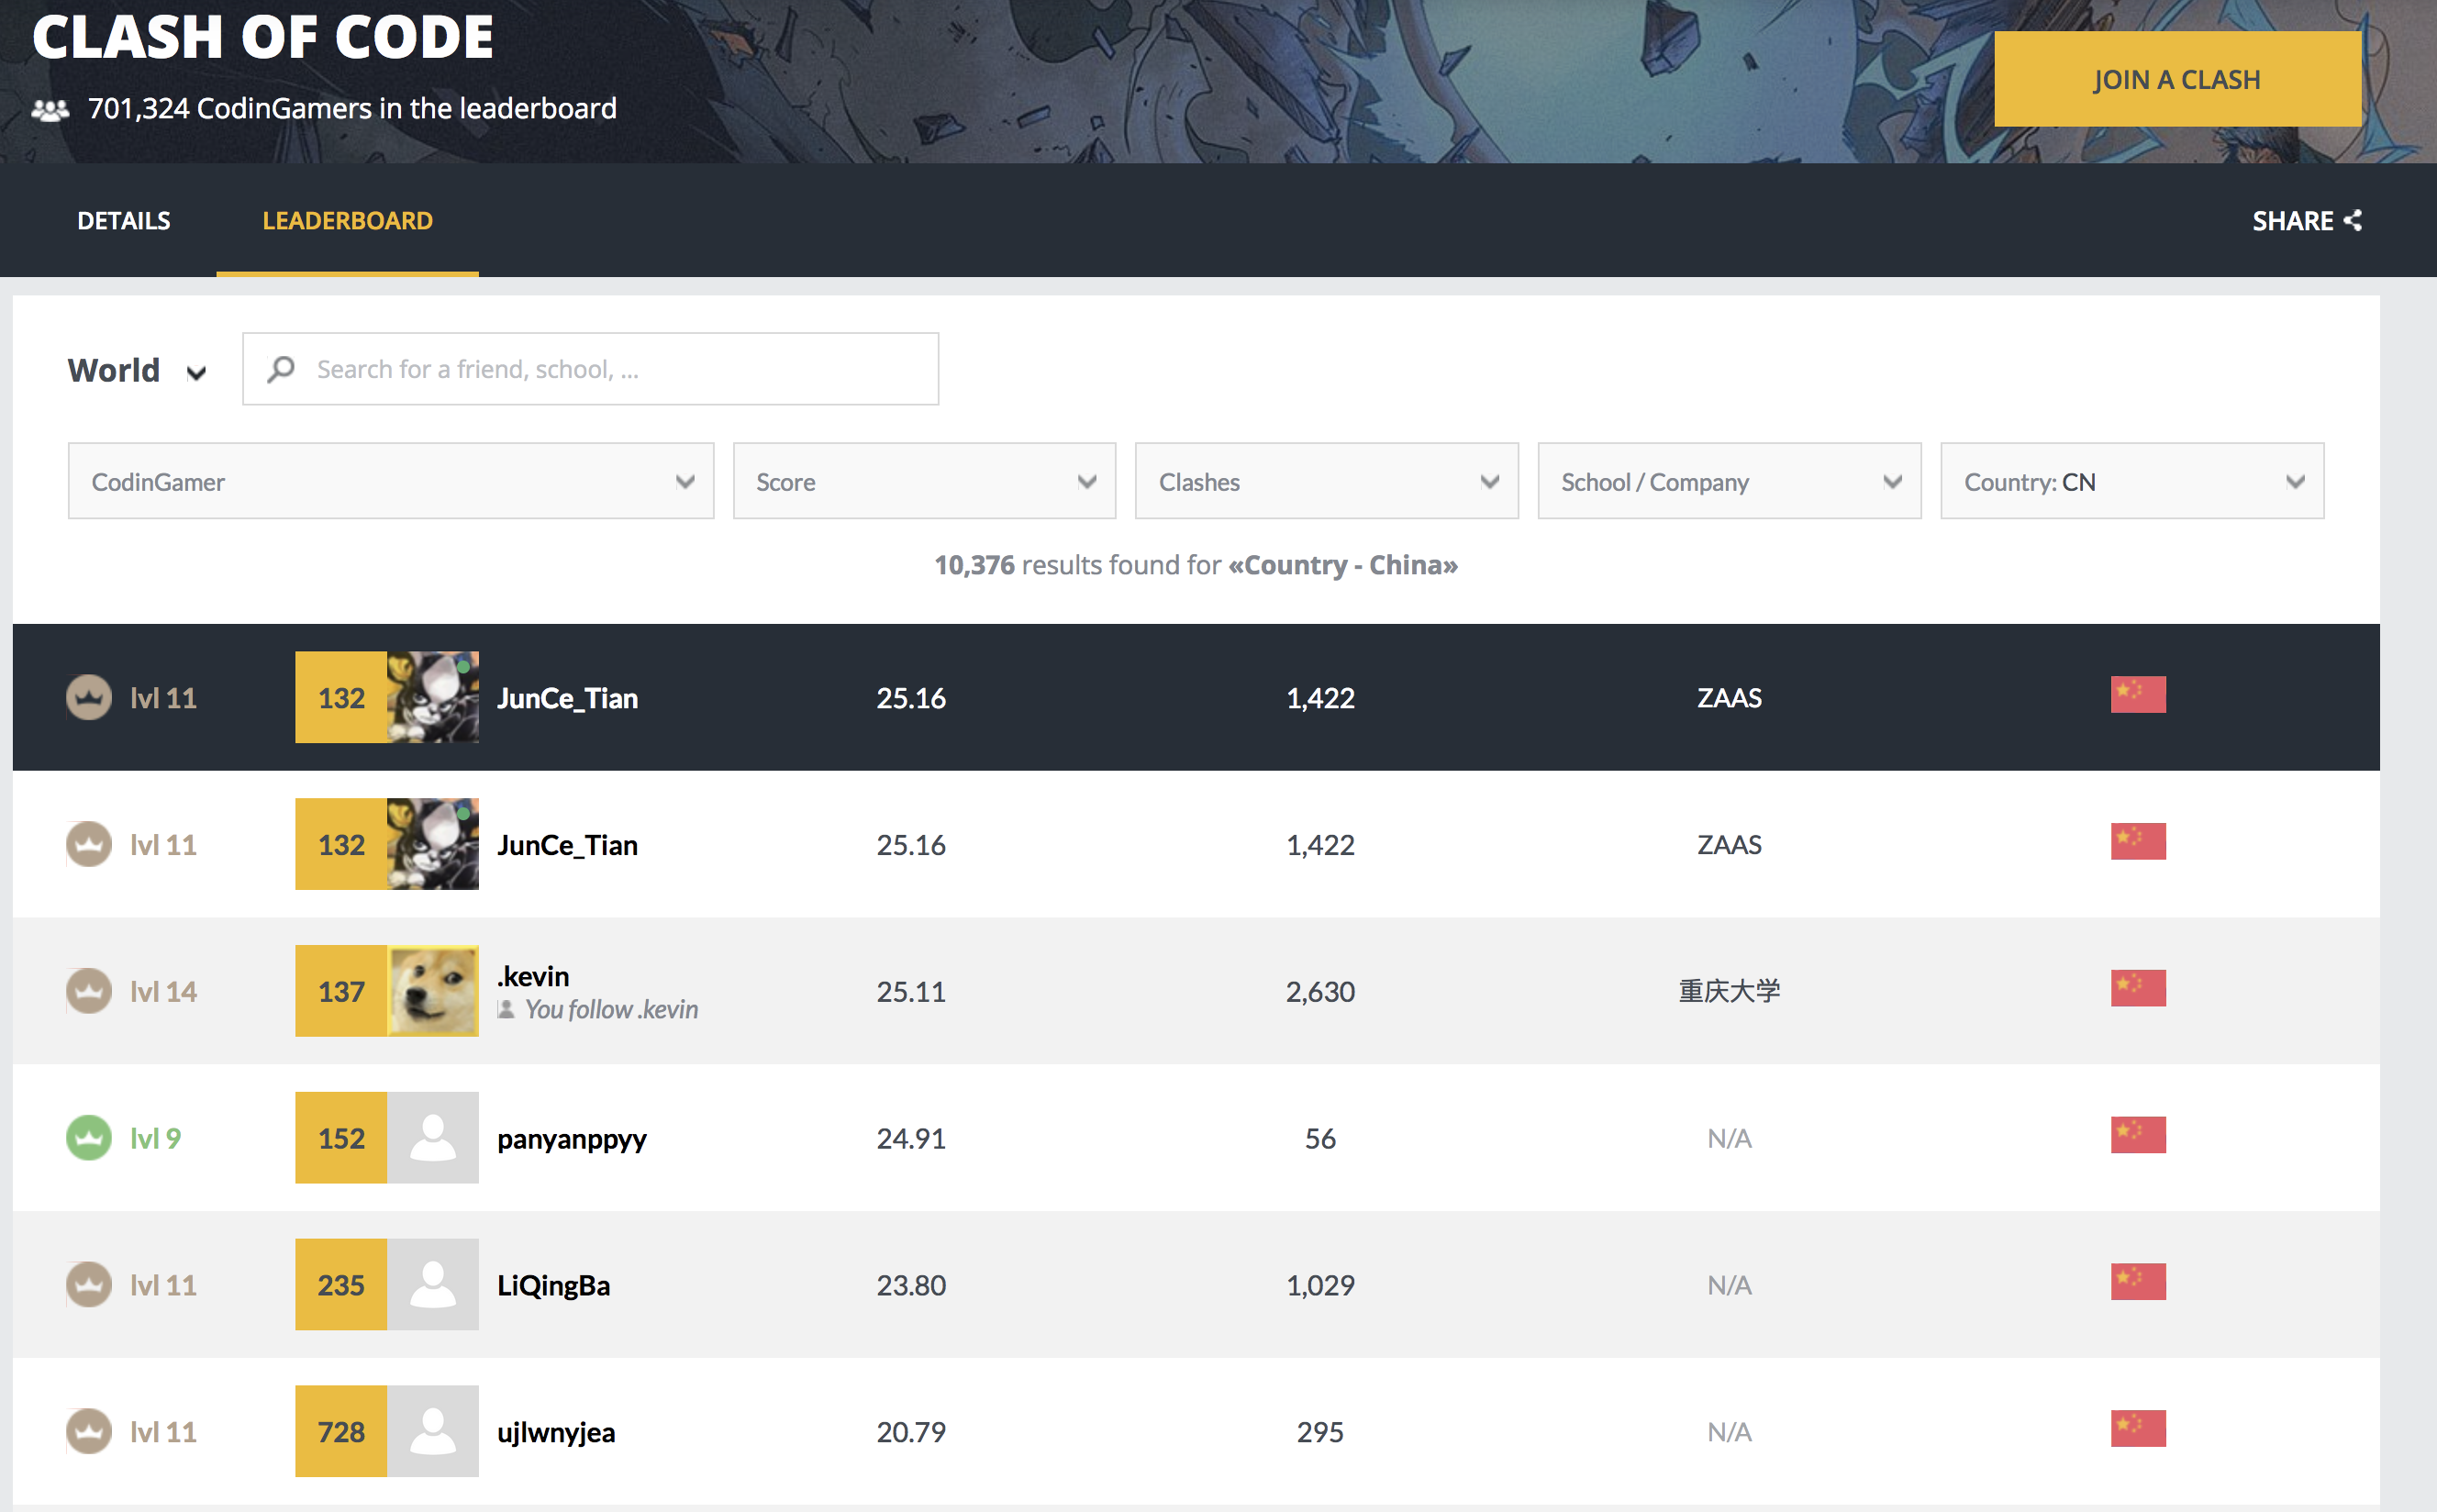 CLASH OF CODE
701,324 CodinGamers in the leaderboard
JOIN A CLASH
DETAILS LEADERBOARD SHARE
World Search for a friend, school, ...
CodinGamer Score Clashes School / Company Country: CN
10,376 results found for «Country - China»
lvl 11 132 JunCe_Tian 25.16 1,422 ZAAS
lvl 11 132 JunCe_Tian 25.16 1,422 ZAAS
lvl 14 137 .kevin 25.11 2,630 重庆大学
You follow .kevin
lvl 9 152 panyanppyy 24.91 56 N/A
lvl 11 235 LiQingBa 23.80 1,029 N/A
lvl 11 728 ujlwnyjea 20.79 295 N/A